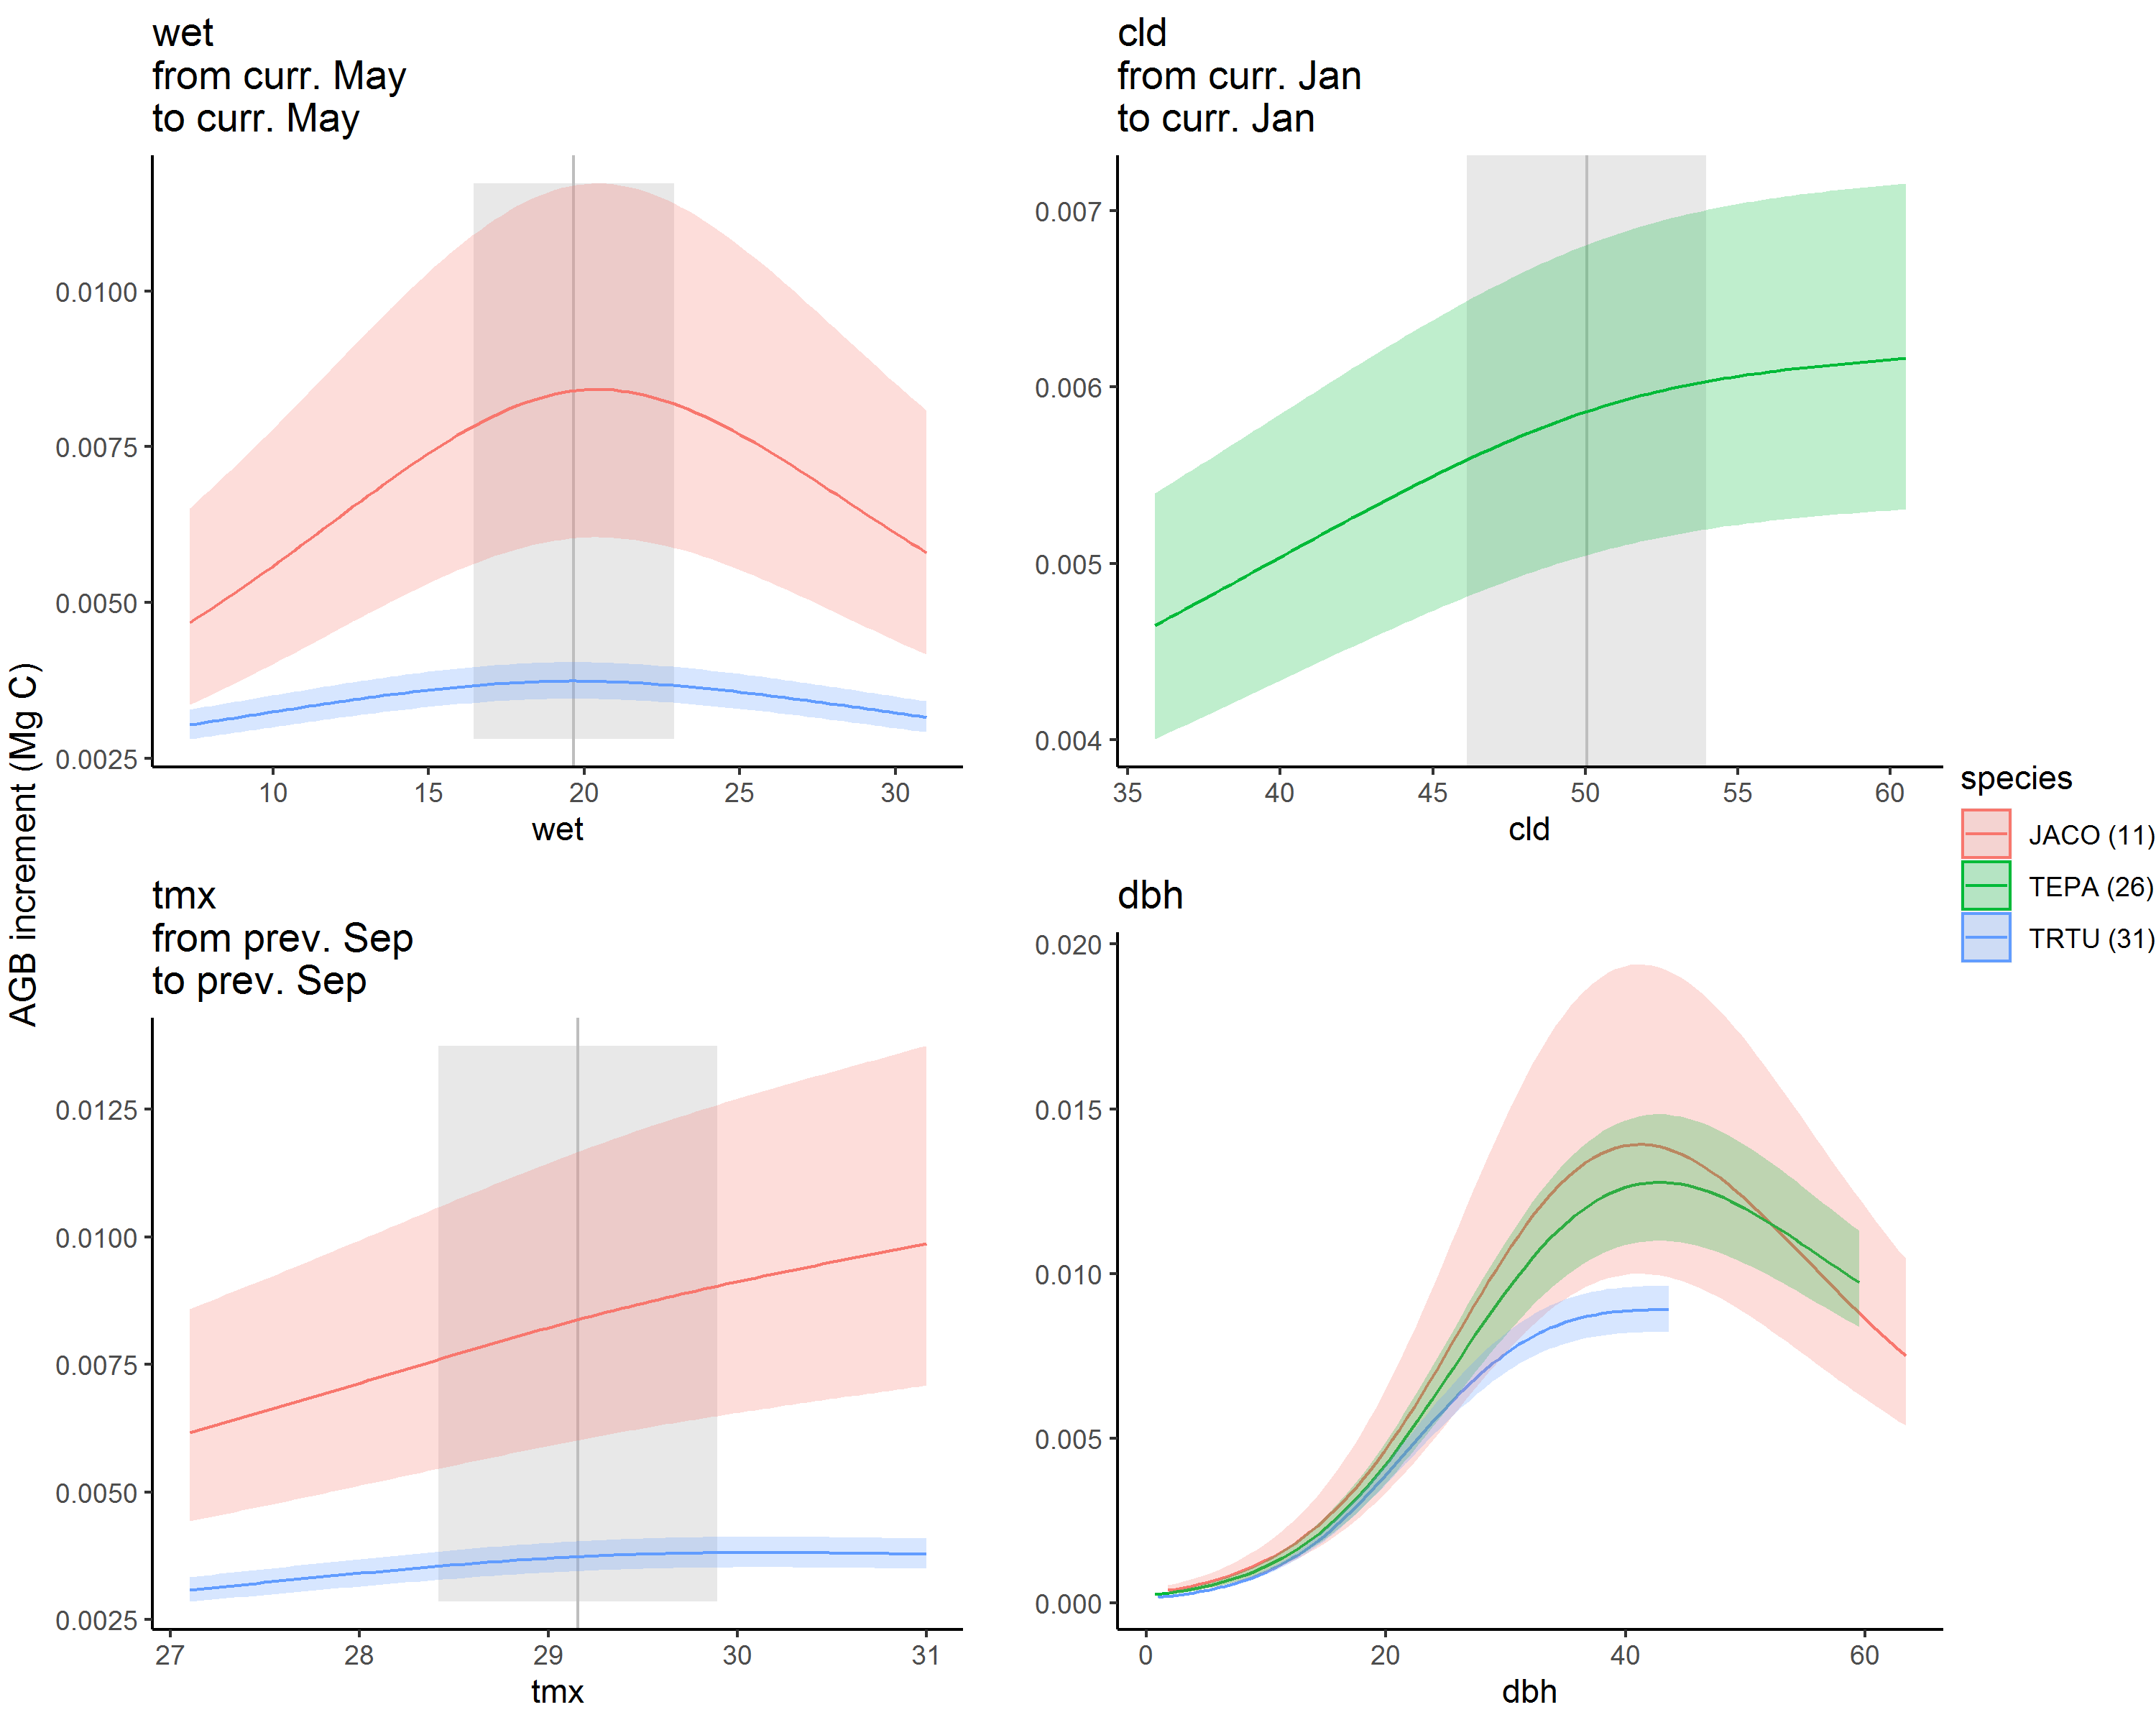 wet
from curr. May
to curr. May
0.0100
0.0075
0.0050
0.0025
10 15 20 25 30
wet
cld
from curr. Jan
to curr. Jan
0.007
0.006
0.005
0.004
35 40 45 50 55 60
cld
AGB increment (Mg C)
species
JACO (11)
TEPA (26)
TRTU (31)
tmx
from prev. Sep
to prev. Sep
0.0125
0.0100
0.0075
0.0050
0.0025
27 28 29 30 31
tmx
dbh
0.020
0.015
0.010
0.005
0.000
0 20 40 60
dbh